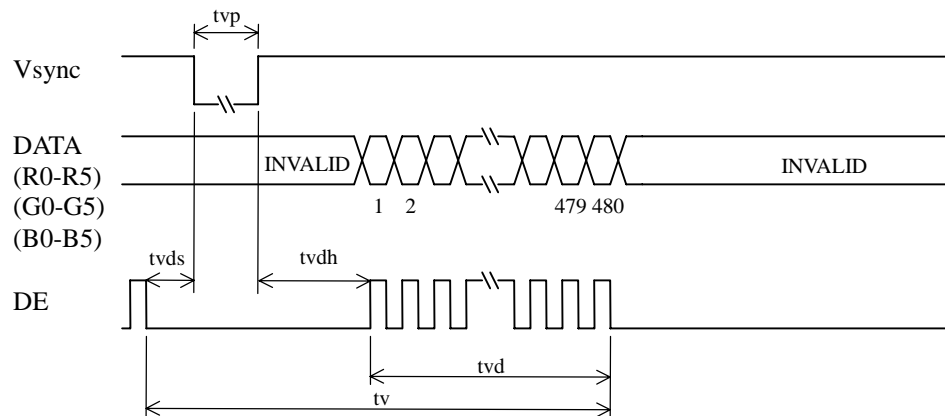 tvp
Vsync
DATA
(R0-R5)
(G0-G5)
(B0-B5)
INVALID
INVALID
1 2 479 480
tvds
tvdh
DE
tvd
tv